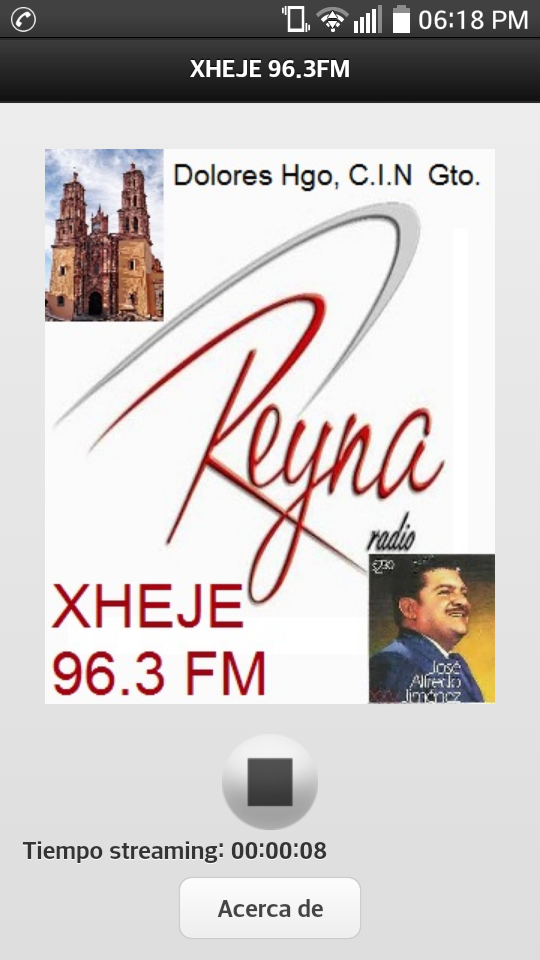 06:18 PM
XHEJE 96.3FM
Dolores Hgo, C.I.N Gto.
Reyna
radio
XHEJE
96.3 FM
José
Alfredo
Jiménez
Tiempo streaming: 00:00:08
Acerca de